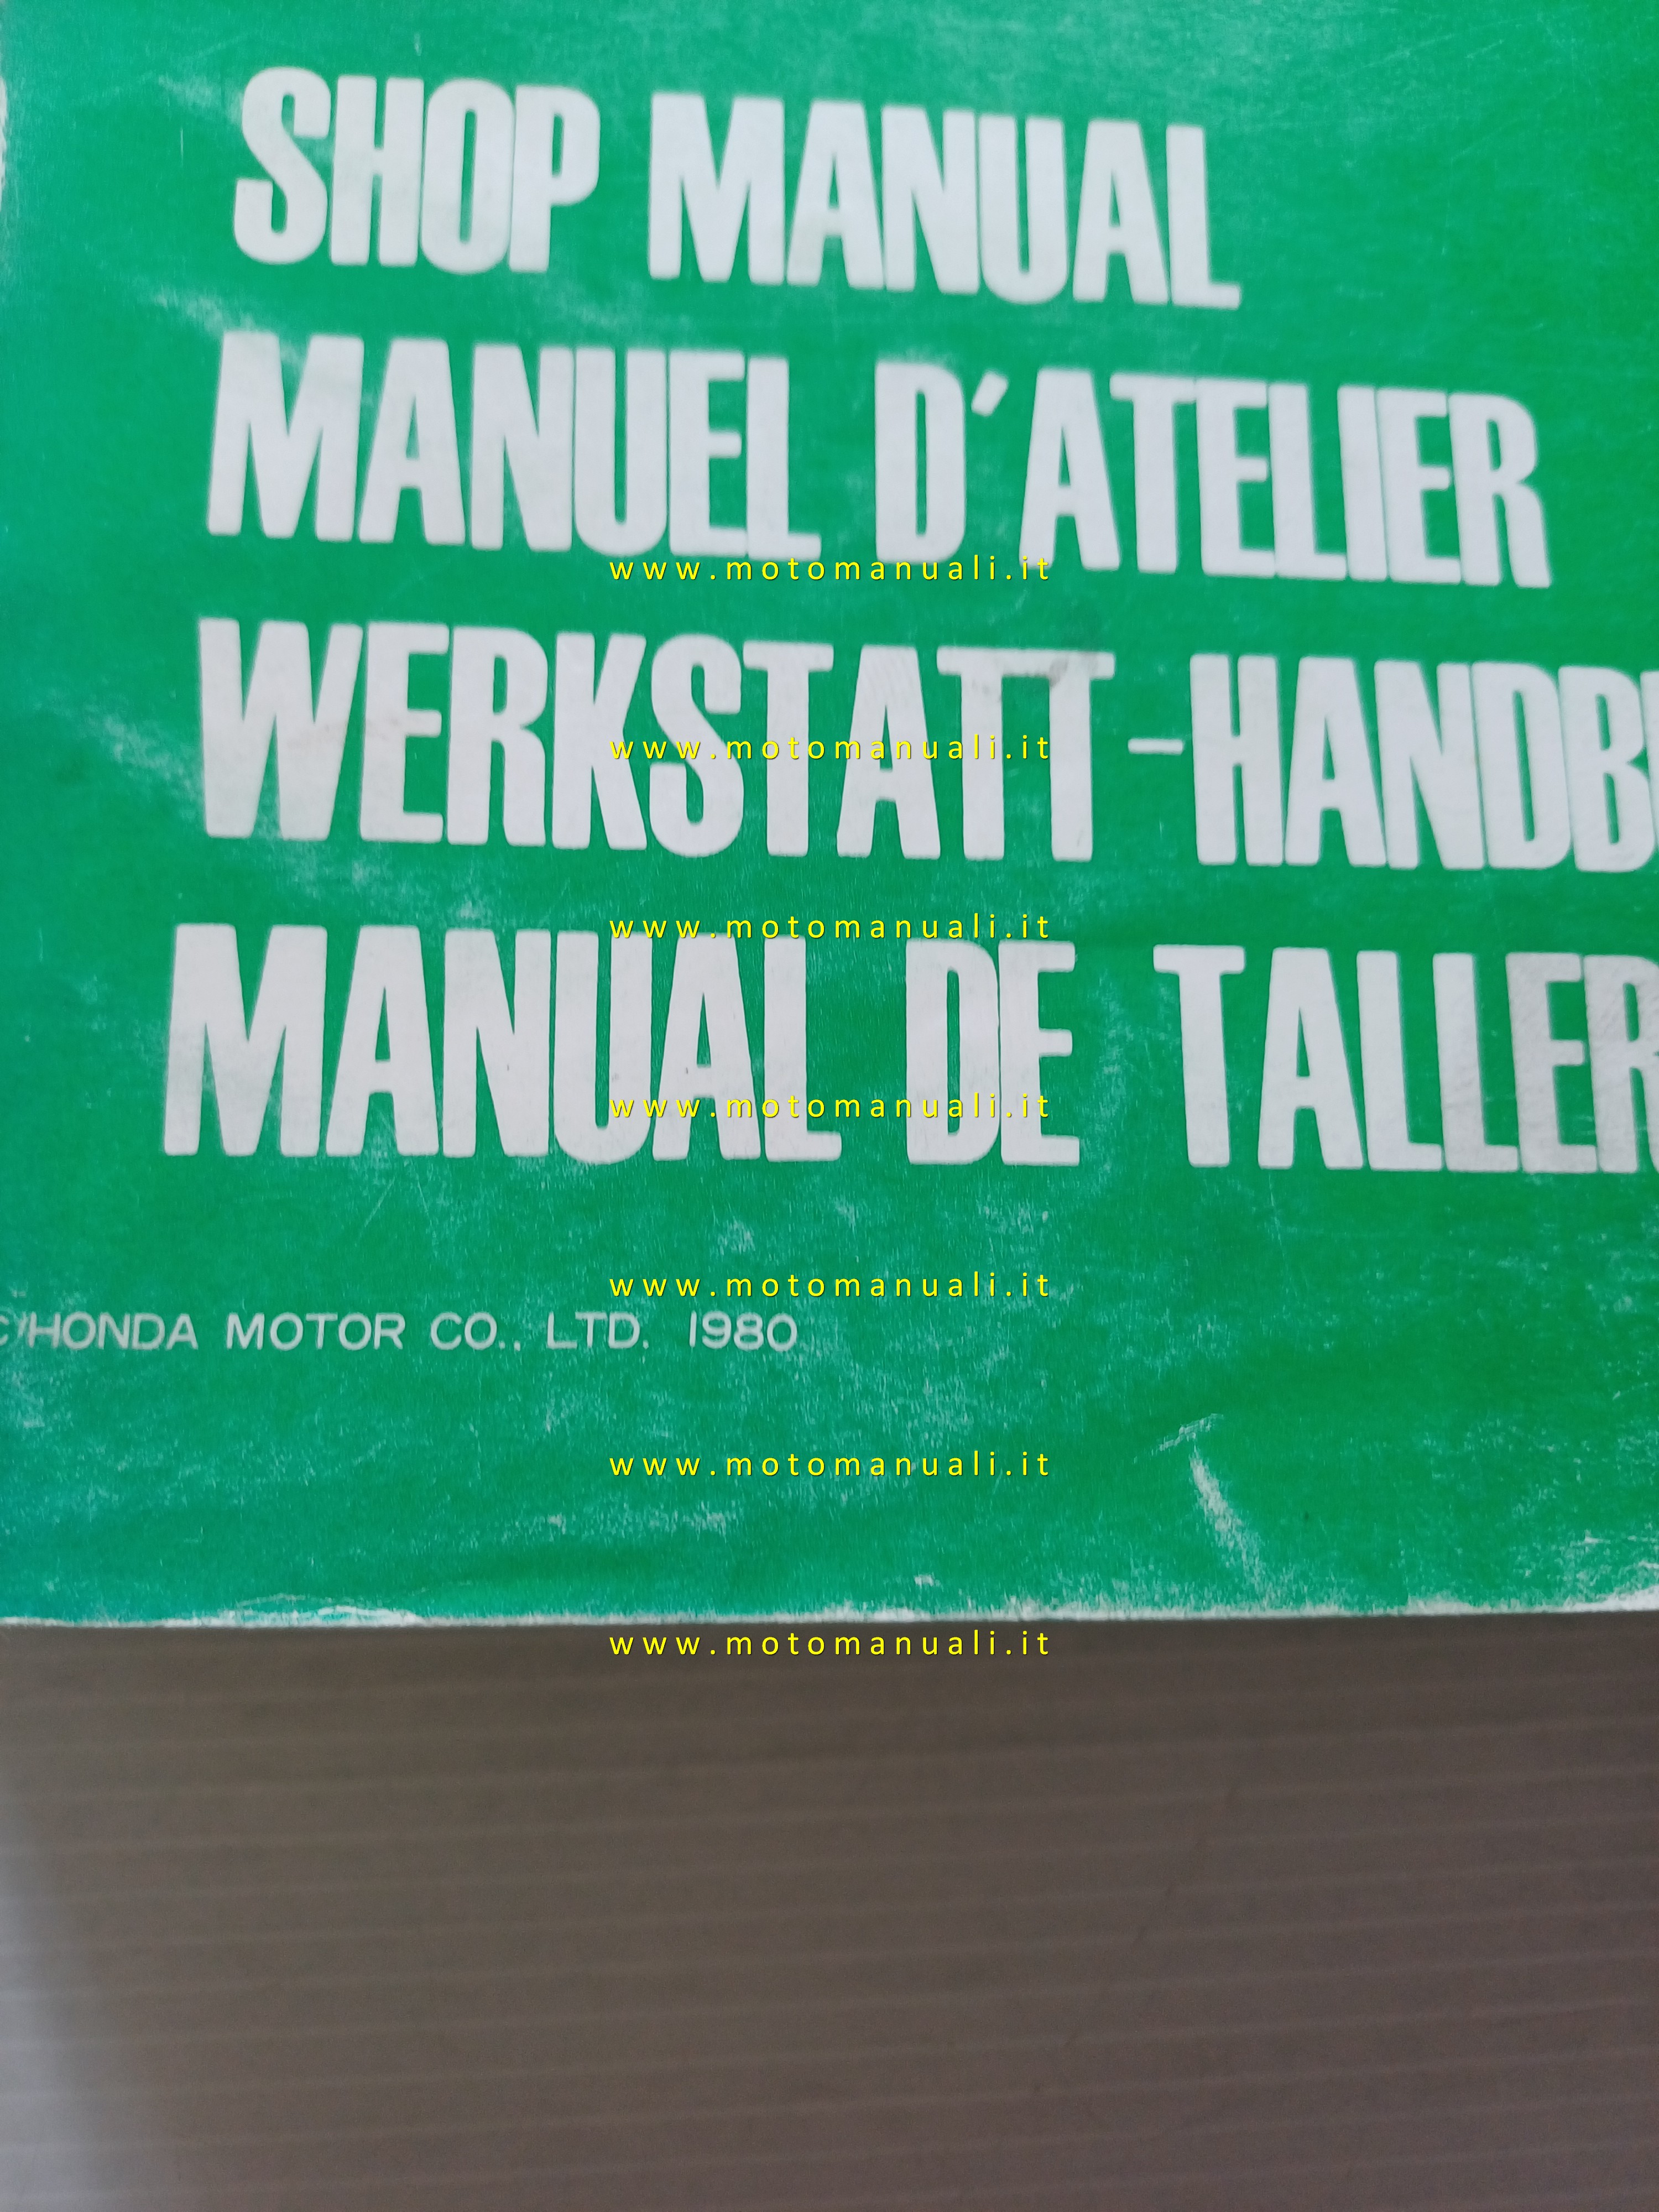 SHOP MANUAL
MANUEL D'ATELIER
www.motomanuali.it
WERKSTATT-HANDB
www.motomanuali.it
www.motomanuali.it
MANUAL DE TALLER
www.motomanuali.it
www.motomanuali.it
HONDA MOTOR CO., LTD. 1980
www.motomanuali.it
www.motomanuali.it